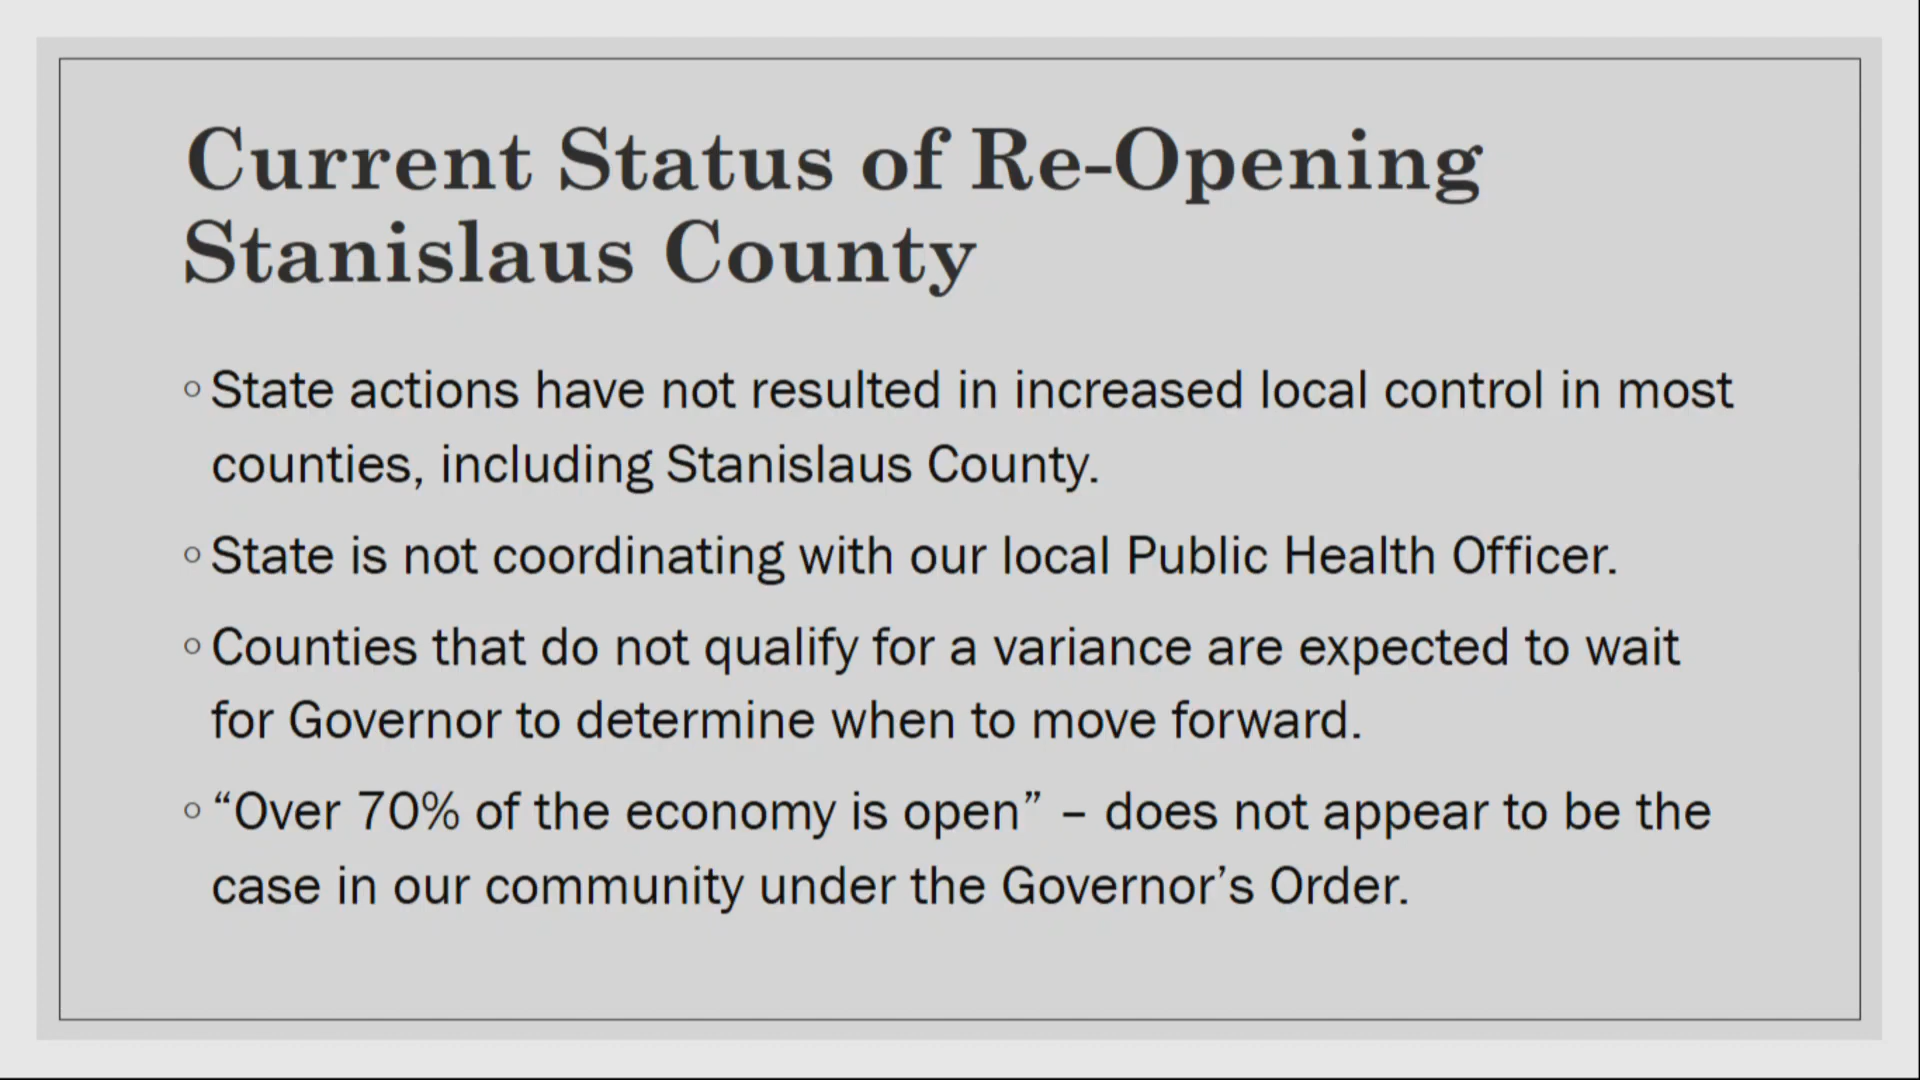 Current Status of Re-Opening
Stanislaus County
◦ State actions have not resulted in increased local control in most
counties, including Stanislaus County.
◦ State is not coordinating with our local Public Health Officer.
◦ Counties that do not qualify for a variance are expected to wait
for Governor to determine when to move forward.
◦ “Over 70% of the economy is open” – does not appear to be the
case in our community under the Governor’s Order.